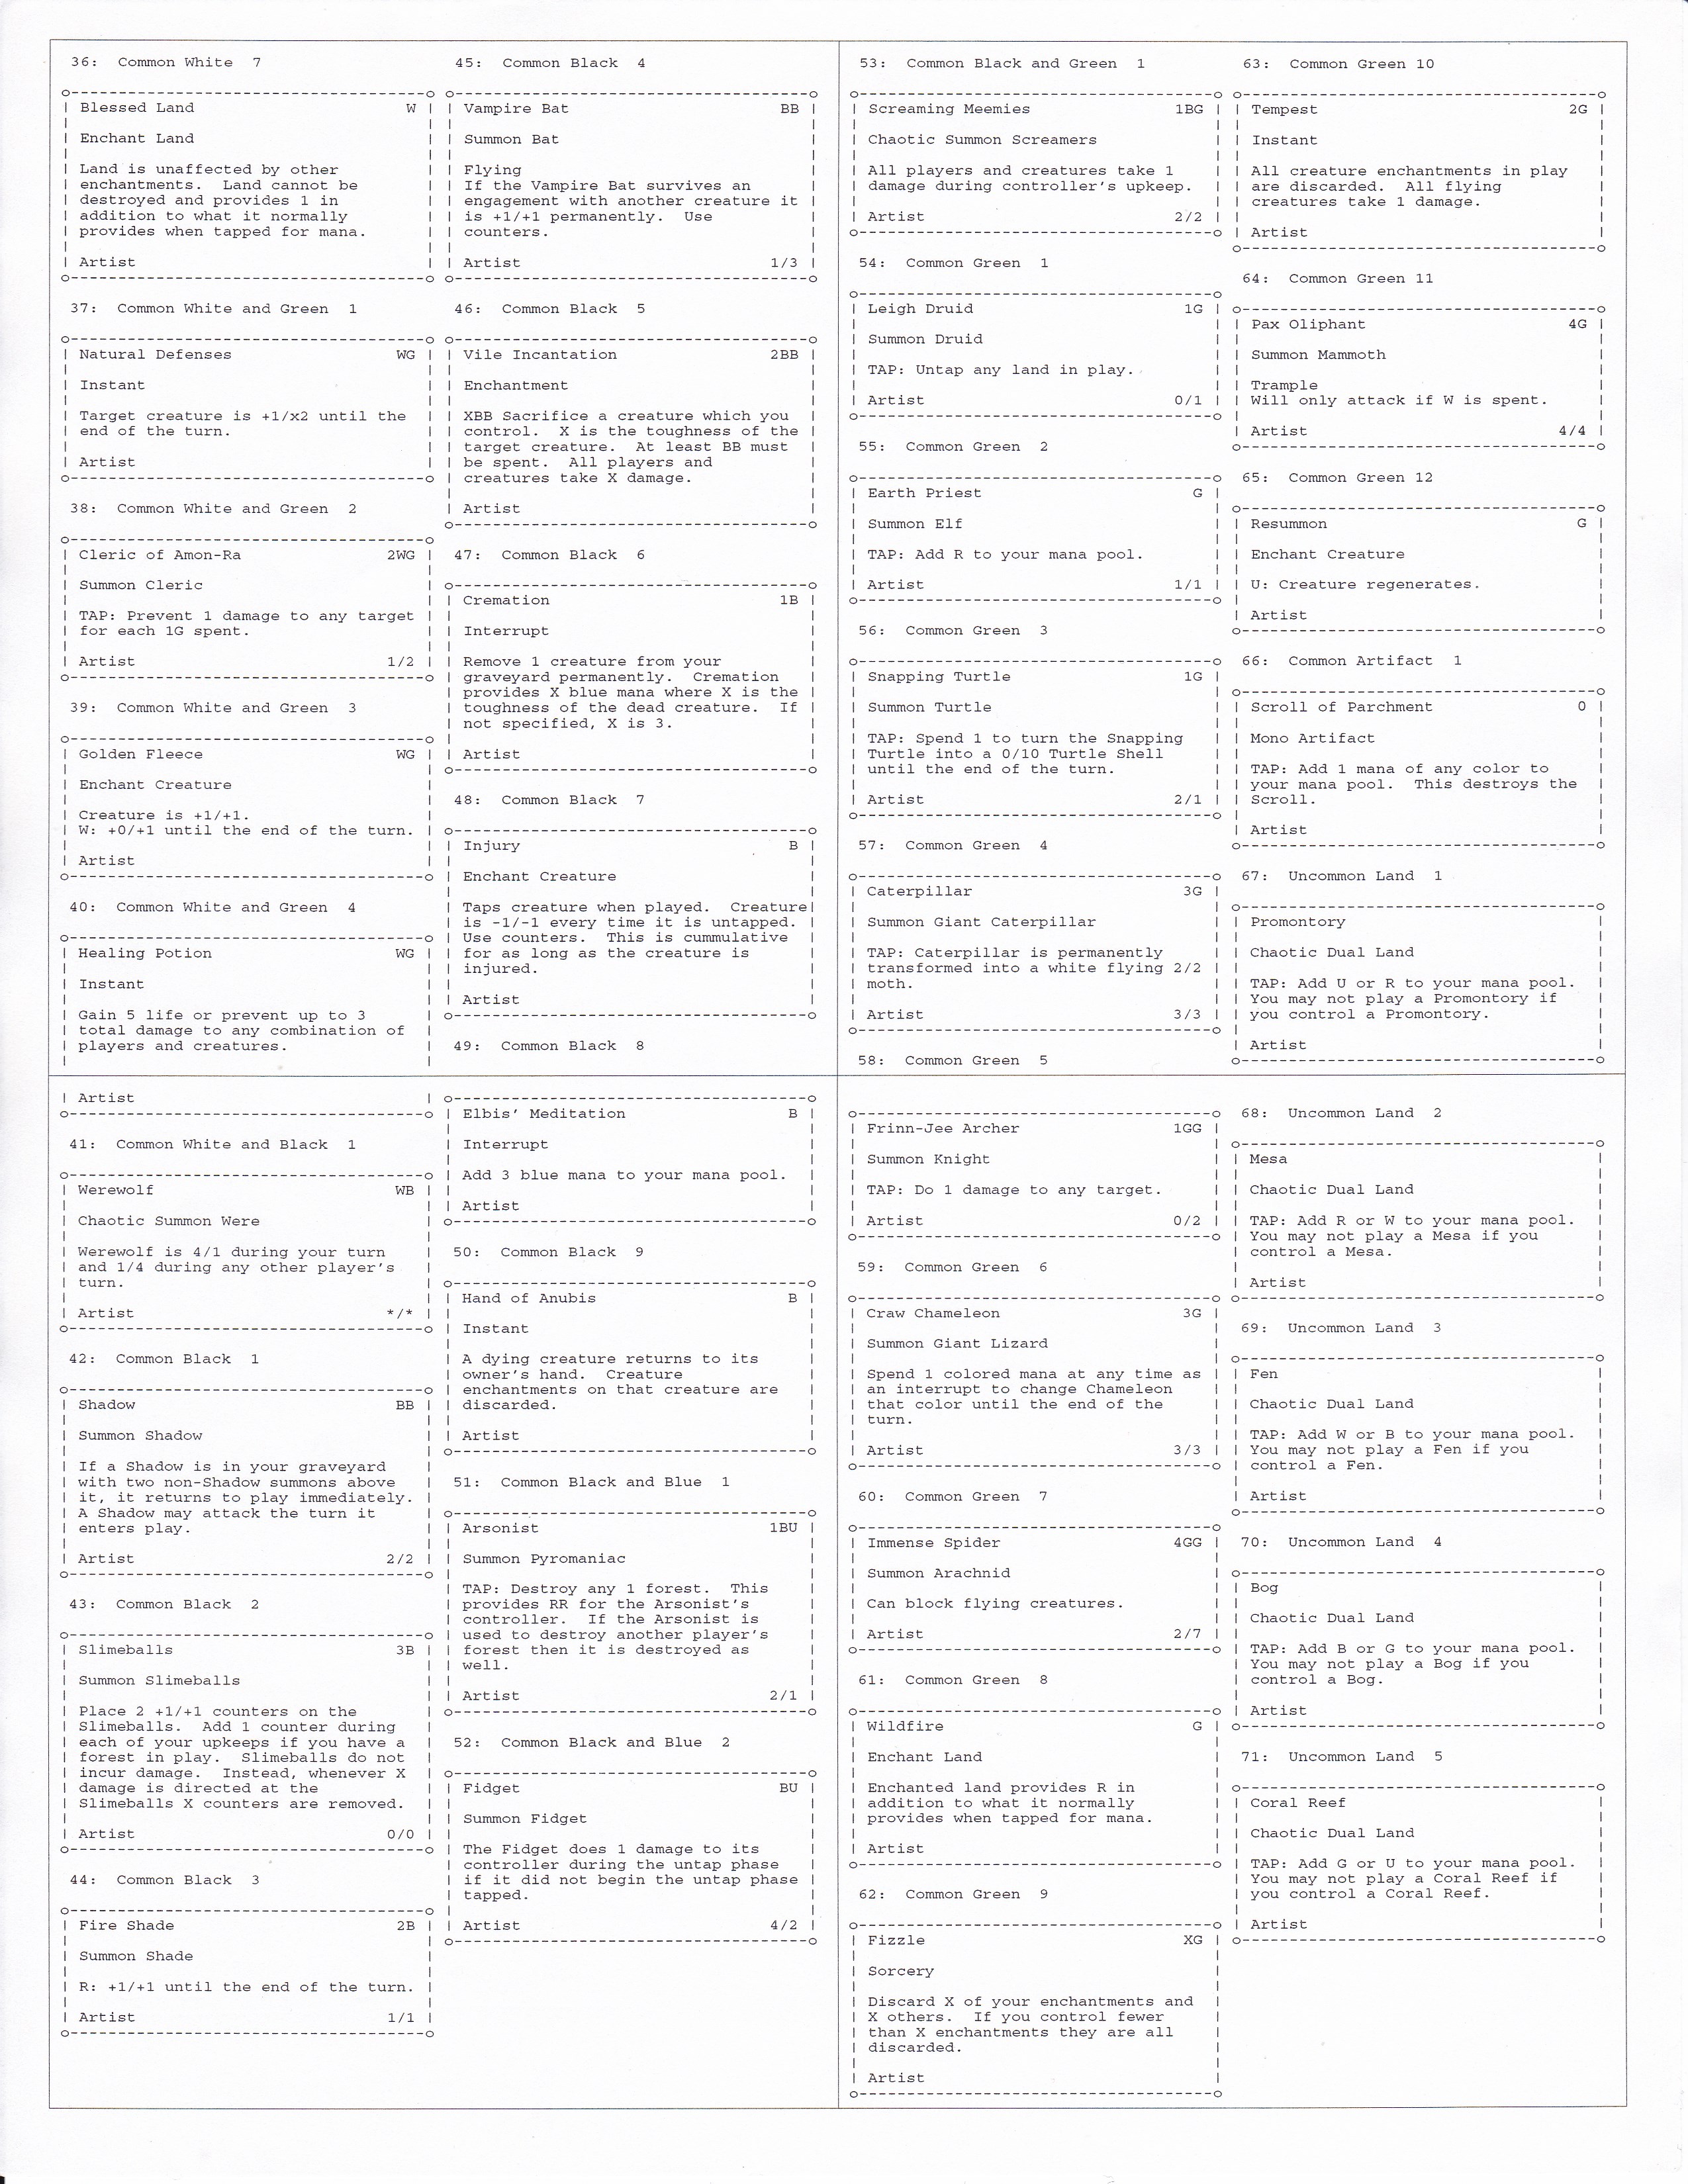 36: Common White 7
Blessed Land W
Enchant Land
Land is unaffected by other
enchantments. Land cannot be
destroyed and provides 1 in
addition to what it normally
provides when tapped for mana.
Artist
37: Common White and Green 1
Natural Defenses WG
Instant
Target creature is +1/x2 until the
end of the turn.
Artist
38: Common White and Green 2
Cleric of Amon-Ra 2WG
Summon Cleric
TAP: Prevent 1 damage to any target
for each 1G spent.
Artist 1/2
39: Common White and Green 3
Golden Fleece WG
Enchant Creature
Creature is +1/+1.
W: +0/+1 until the end of the turn.
Artist
40: Common White and Green 4
Healing Potion WG
Instant
Gain 5 life or prevent up to 3
total damage to any combination of
players and creatures.
Artist
41: Common White and Black 1
Werewolf WB
Chaotic Summon Were
Werewolf is 4/1 during your turn
and 1/4 during any other player's
turn.
Artist */*
42: Common Black 1
Shadow BB
Summon Shadow
If a Shadow is in your graveyard
with two non-Shadow summons above
it, it returns to play immediately.
A Shadow may attack the turn it
enters play.
Artist 2/2
43: Common Black 2
Slimeballs 3B
Summon Slimeballs
Place 2 +1/+1 counters on the
Slimeballs. Add 1 counter during
each of your upkeeps if you have a
forest in play. Slimeballs do not
incur damage. Instead, whenever X
damage is directed at the
Slimeballs X counters are removed.
Artist 0/0
44: Common Black 3
Fire Shade 2B
Summon Shade
R: +1/+1 until the end of the turn.
Artist 1/1
45: Common Black 4
Vampire Bat BB
Summon Bat
Flying
If the Vampire Bat survives an
engagement with another creature it
is +1/+1 permanently. Use
counters.
Artist 1/3
46: Common Black 5
Vile Incantation 2BB
Enchantment
XBB Sacrifice a creature which you
control. X is the toughness of the
target creature. At least BB must
be spent. All players and
creatures take X damage.
Artist
47: Common Black 6
Cremation 1B
Interrupt
Remove 1 creature from your
graveyard permanently. Cremation
provides X blue mana where X is the
toughness of the dead creature. If
not specified, X is 3.
Artist
48: Common Black 7
Injury B
Enchant Creature
Taps creature when played. Creature
is -1/-1 every time it is untapped.
Use counters. This is cummulative
for as long as the creature is
injured.
Artist
49: Common Black 8
Elbis' Meditation B
Interrupt
Add 3 blue mana to your mana pool.
Artist
50: Common Black 9
Hand of Anubis B
Instant
A dying creature returns to its
owner's hand. Creature
enchantments on that creature are
discarded.
Artist
51: Common Black and Blue 1
Arsonist 1BU
Summon Pyromaniac
TAP: Destroy any 1 forest. This
provides RR for the Arsonist's
controller. If the Arsonist is
used to destroy another player's
forest then it is destroyed as
well.
Artist 2/1
52: Common Black and Blue 2
Fidget BU
Summon Fidget
The Fidget does 1 damage to its
controller during the untap phase
if it did not begin the untap phase
tapped.
Artist 4/2
53: Common Black and Green 1
Screaming Meemies 1BG
Chaotic Summon Screamers
All players and creatures take 1
damage during controller's upkeep.
Artist 2/2
54: Common Green 1
Leigh Druid 1G
Summon Druid
TAP: Untap any land in play.
Artist 0/1
55: Common Green 2
Earth Priest G
Summon Elf
TAP: Add R to your mana pool.
Artist 1/1
56: Common Green 3
Snapping Turtle 1G
Summon Turtle
TAP: Spend 1 to turn the Snapping
Turtle into a 0/10 Turtle Shell
until the end of the turn.
Artist 2/1
57: Common Green 4
Caterpillar 3G
Summon Giant Caterpillar
TAP: Caterpillar is permanently
transformed into a white flying 2/2
moth.
Artist 3/3
58: Common Green 5
Frinn-Jee Archer 1GG
Summon Knight
TAP: Do 1 damage to any target.
Artist 0/2
59: Common Green 6
Craw Chameleon 3G
Summon Giant Lizard
Spend 1 colored mana at any time as
an interrupt to change Chameleon
that color until the end of the
turn.
Artist 3/3
60: Common Green 7
Immense Spider 4GG
Summon Arachnid
Can block flying creatures.
Artist 2/7
61: Common Green 8
Wildfire G
Enchant Land
Enchanted land provides R in
addition to what it normally
provides when tapped for mana.
Artist
62: Common Green 9
Fizzle XG
Sorcery
Discard X of your enchantments and
X others. If you control fewer
than X enchantments they are all
discarded.
Artist
63: Common Green 10
Tempest 2G
Instant
All creature enchantments in play
are discarded. All flying
creatures take 1 damage.
Artist
64: Common Green 11
Pax Oliphant 4G
Summon Mammoth
Trample
Will only attack if W is spent.
Artist 4/4
65: Common Green 12
Resummon G
Enchant Creature
U: Creature regenerates.
Artist
66: Common Artifact 1
Scroll of Parchment 0
Mono Artifact
TAP: Add 1 mana of any color to
your mana pool. This destroys the
Scroll.
Artist
67: Uncommon Land 1
Promontory
Chaotic Dual Land
TAP: Add U or R to your mana pool.
You may not play a Promontory if
you control a Promontory.
Artist
68: Uncommon Land 2
Mesa
Chaotic Dual Land
TAP: Add R or W to your mana pool.
You may not play a Mesa if you
control a Mesa.
Artist
69: Uncommon Land 3
Fen
Chaotic Dual Land
TAP: Add W or B to your mana pool.
You may not play a Fen if you
control a Fen.
Artist
70: Uncommon Land 4
Bog
Chaotic Dual Land
TAP: Add B or G to your mana pool.
You may not play a Bog if you
control a Bog.
Artist
71: Uncommon Land 5
Coral Reef
Chaotic Dual Land
TAP: Add G or U to your mana pool.
You may not play a Coral Reef if
you control a Coral Reef.
Artist